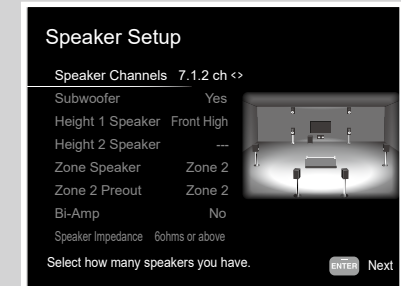 Speaker Setup
Speaker Channels 7.1.2 ch <>
Subwoofer Yes
Height 1 Speaker Front High
Height 2 Speaker ---
Zone Speaker Zone 2
Zone 2 Preout Zone 2
Bi-Amp No
Speaker Impedance 6ohms or above
Select how many speakers you have.
ENTER Next